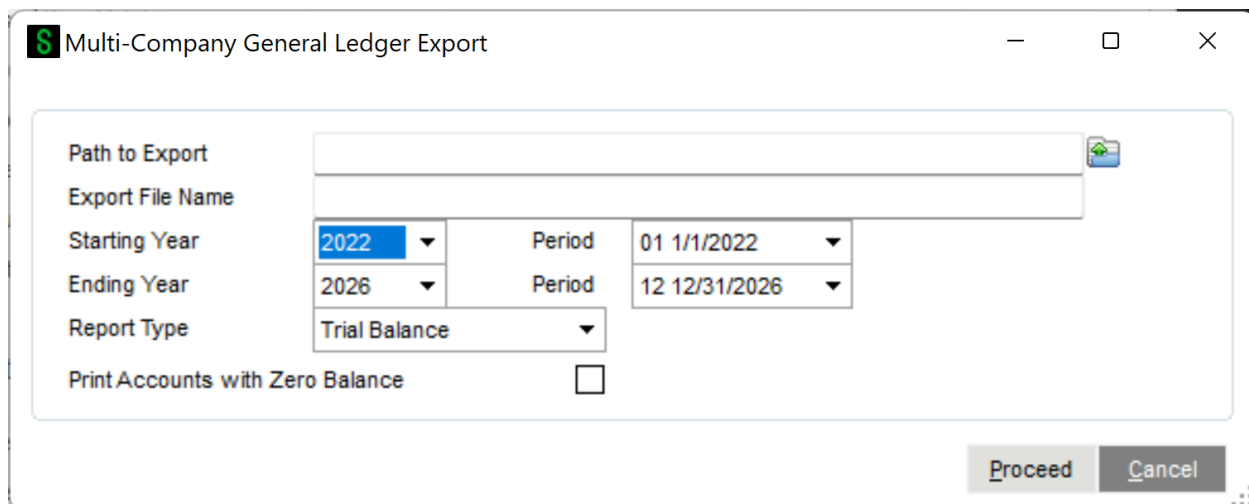 S Multi-Company General Ledger Export
Path to Export
Export File Name
Starting Year 2022 Period 01 1/1/2022
Ending Year 2026 Period 12 12/31/2026
Report Type Trial Balance
Print Accounts with Zero Balance
Proceed Cancel